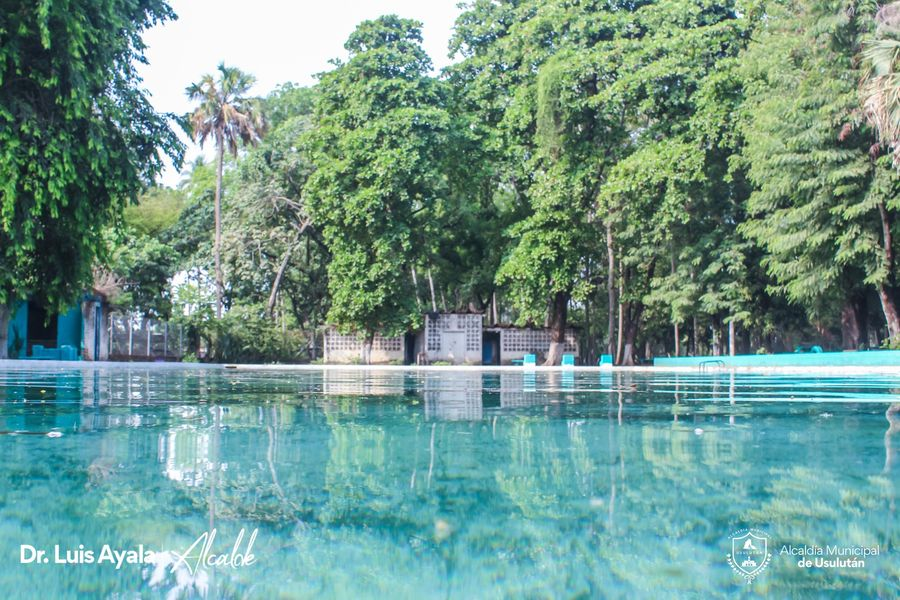 Dr. Luis Ayala Alcalde
Alcaldía Municipal
de Usulután